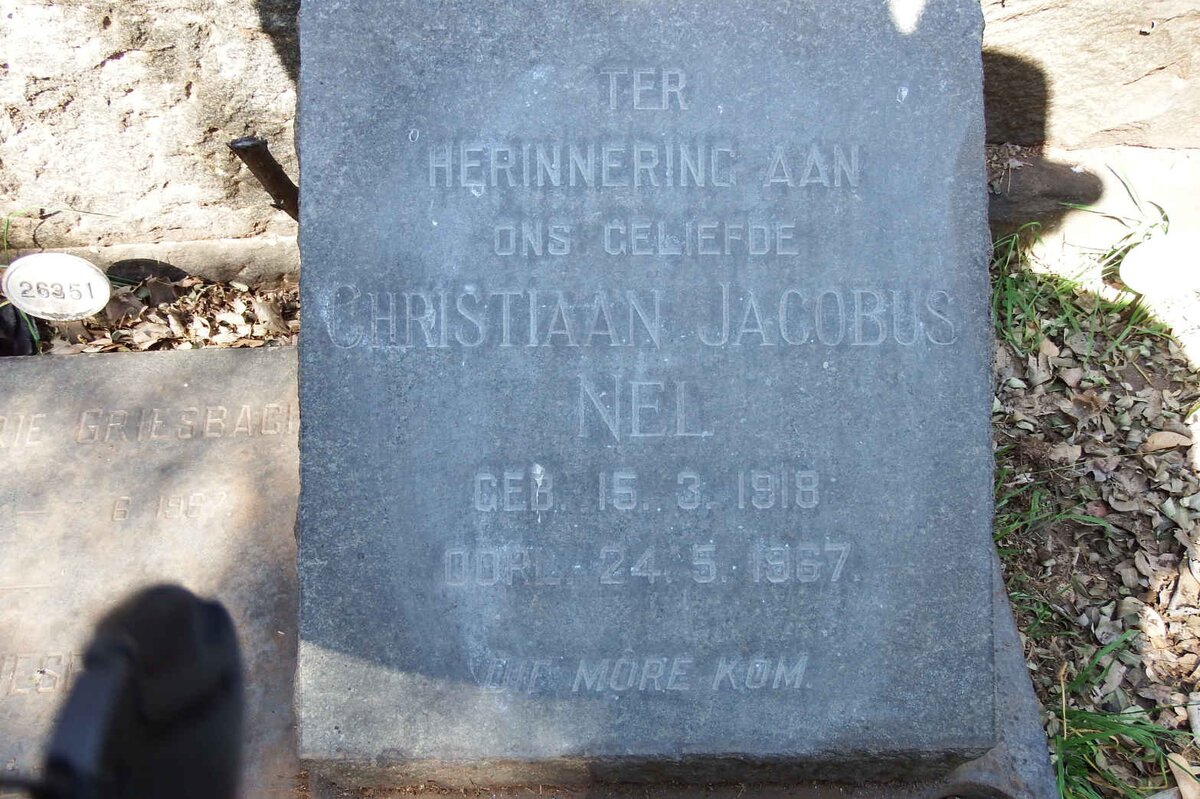 TER
HERINNERING AAN
ONS GELIEFDE
CHRISTIAAN JACOBUS
NEL
GEB. 15. 3. 1918
OORL. 24. 5. 1967.
DIE MÔRE KOM.
26351
GRIESBACH